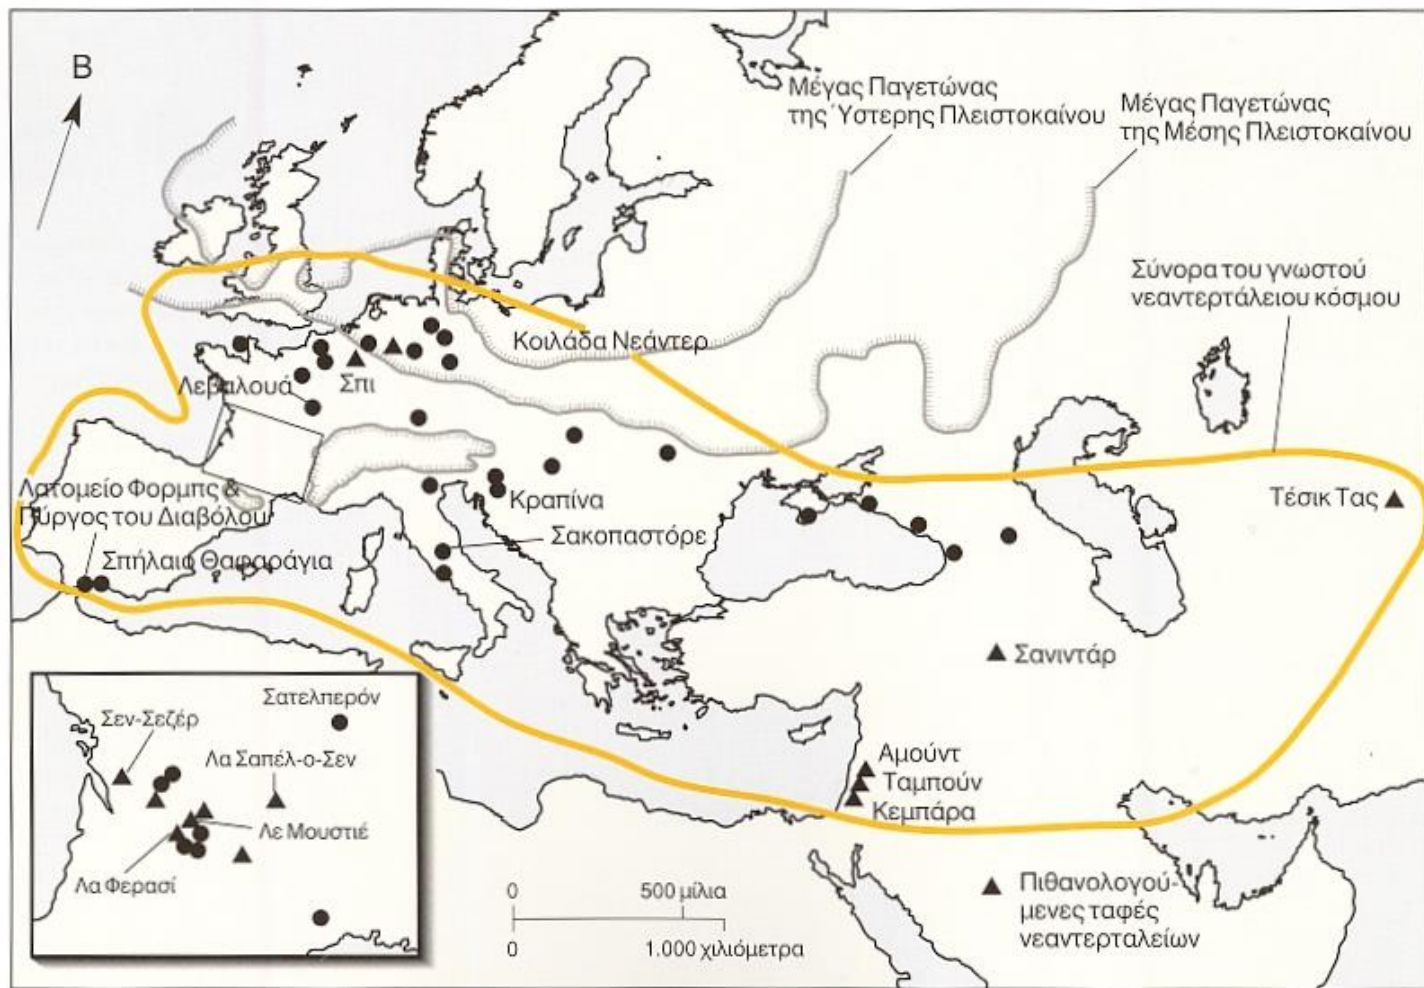 Β
Μέγας Παγετώνας
της Ύστερης Πλειστοκαίνου
Μέγας Παγετώνας
της Μέσης Πλειστοκαίνου
Σύνορα του γνωστού
νεαντερτάλειου κόσμου
Κοιλάδα Νεάντερ
Λεβαλουά
Σπι
Λατομείο Φορμπς &
Πύργος του Διαβόλου
Σπήλαιο Θαφαράγια
Κραπίνα
Σακοπαστόρε
Τέσικ Τας
Σανιντάρ
Αμούντ
Ταμπούν
Κεμπάρα
Σατελπερόν
Σεν-Σεζέρ
Λα Σαπέλ-ο-Σεν
Λε Μουστιέ
Λα Φερασί
0 500 μίλια
0 1.000 χιλιόμετρα
Πιθανολογού-
μενες ταφές
νεαντερταλείων